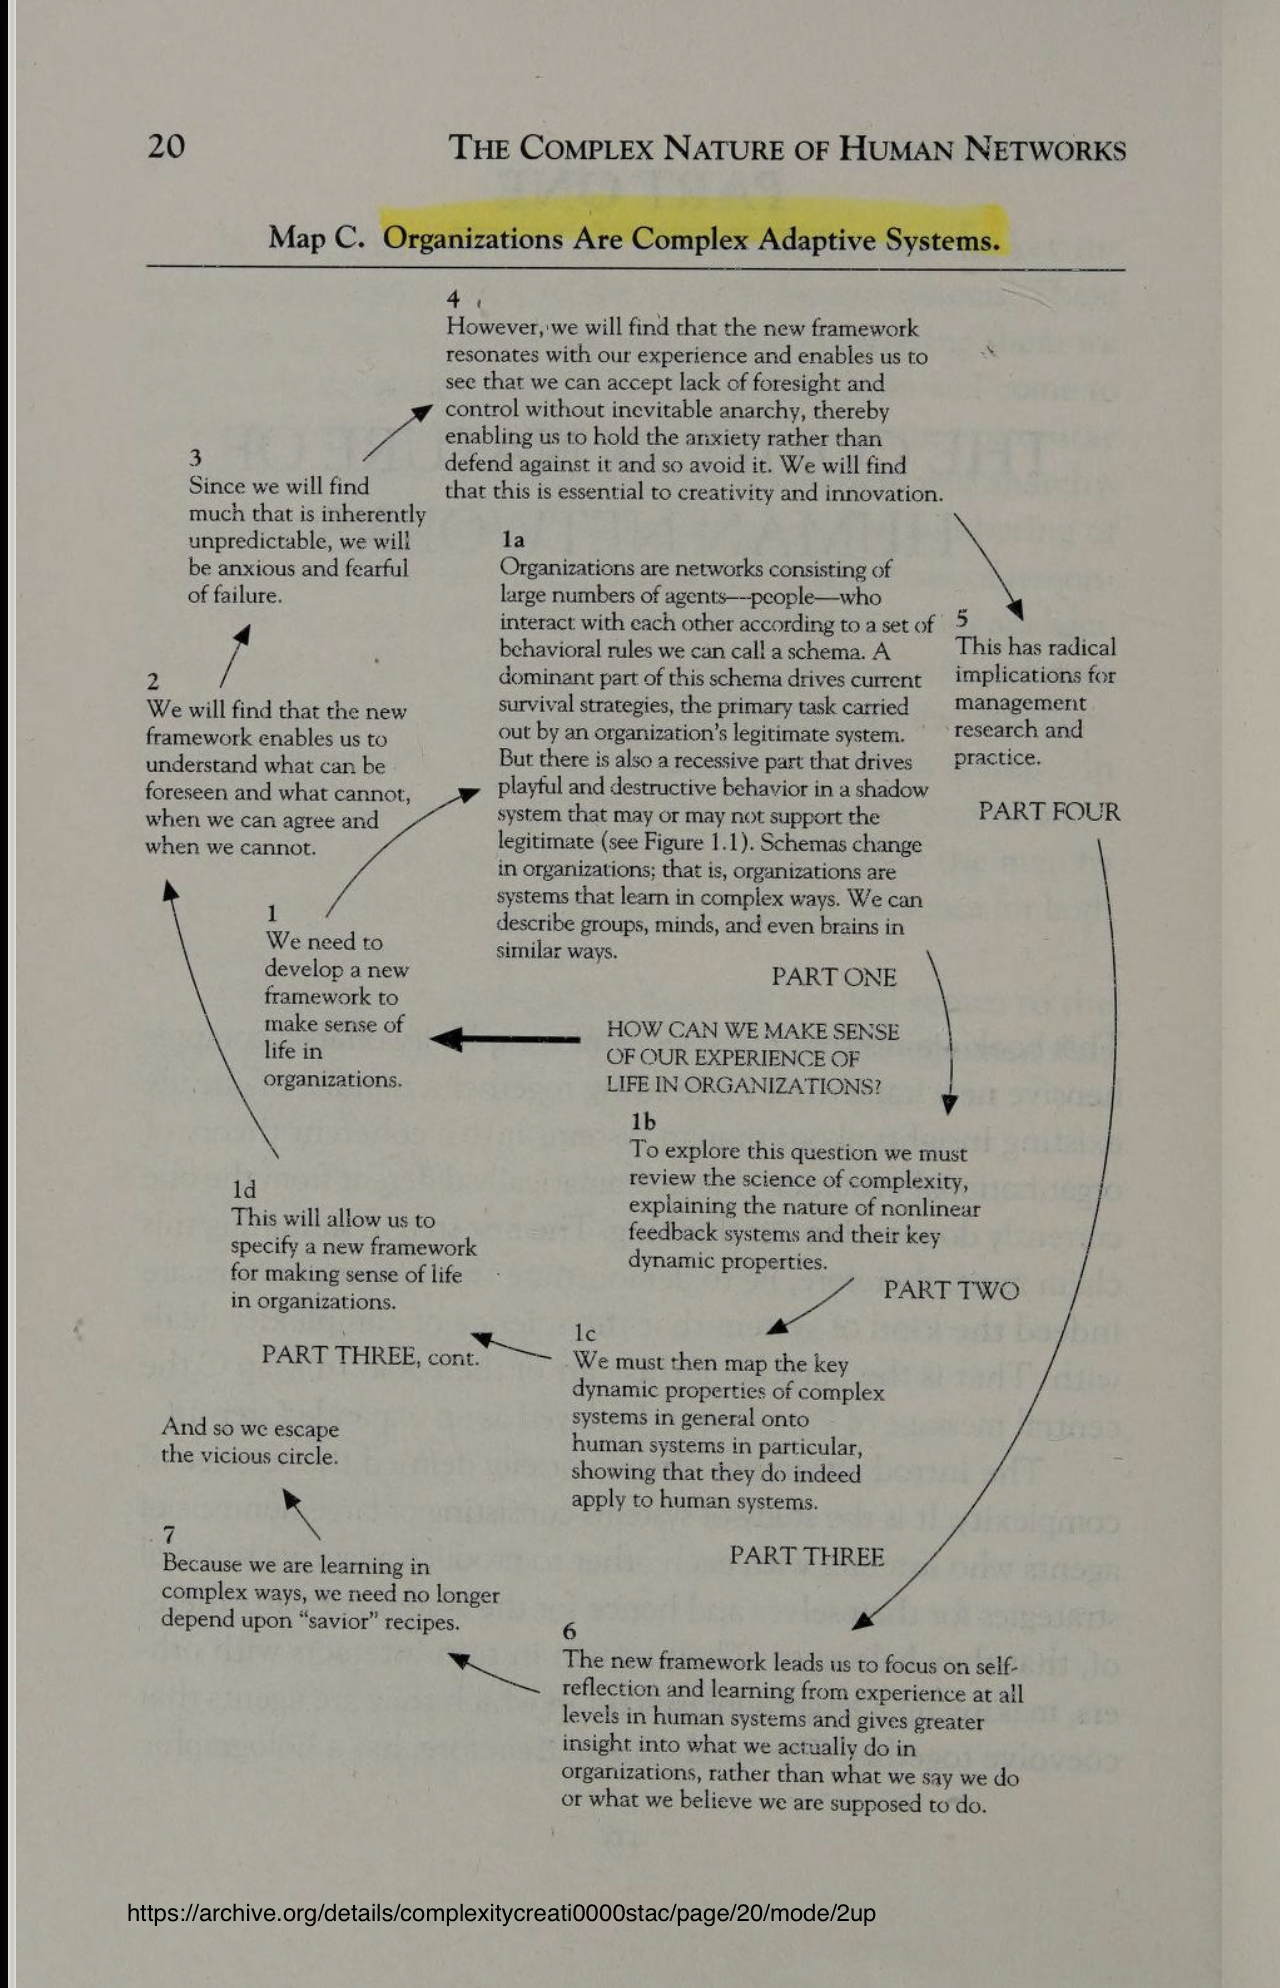 20
THE COMPLEX NATURE OF HUMAN NETWORKS
Map C. Organizations Are Complex Adaptive Systems.
4
However, we will find that the new framework
resonates with our experience and enables us to
see that we can accept lack of foresight and
control without inevitable anarchy, thereby
enabling us to hold the anxiety rather than
defend against it and so avoid it. We will find
that this is essential to creativity and innovation.
3
Since we will find
much that is inherently
unpredictable, we will
be anxious and fearful
of failure.
1a
Organizations are networks consisting of
large numbers of agents—people—who
interact with each other according to a set of
behavioral rules we can call a schema. A
dominant part of this schema drives current
survival strategies, the primary task carried
out by an organization's legitimate system.
But there is also a recessive part that drives
playful and destructive behavior in a shadow
system that may or may not support the
legitimate (see Figure 1.1). Schemas change
in organizations; that is, organizations are
systems that learn in complex ways. We can
describe groups, minds, and even brains in
similar ways.
PART ONE
5
This has radical
implications for
management
research and
practice.
PART FOUR
2
We will find that the new
framework enables us to
understand what can be
foreseen and what cannot,
when we can agree and
when we cannot.
1
We need to
develop a new
framework to
make sense of
life in
organizations.
HOW CAN WE MAKE SENSE
OF OUR EXPERIENCE OF
LIFE IN ORGANIZATIONS?
1b
To explore this question we must
review the science of complexity,
explaining the nature of nonlinear
feedback systems and their key
dynamic properties.
PART TWO
1d
This will allow us to
specify a new framework
for making sense of life
in organizations.
PART THREE, cont.
1c
We must then map the key
dynamic properties of complex
systems in general onto
human systems in particular,
showing that they do indeed
apply to human systems.
PART THREE
And so we escape
the vicious circle.
7
Because we are learning in
complex ways, we need no longer
depend upon "savior" recipes.
6
The new framework leads us to focus on self-
reflection and learning from experience at all
levels in human systems and gives greater
insight into what we actually do in
organizations, rather than what we say we do
or what we believe we are supposed to do.
https://archive.org/details/complexitycreati0000stac/page/20/mode/2up